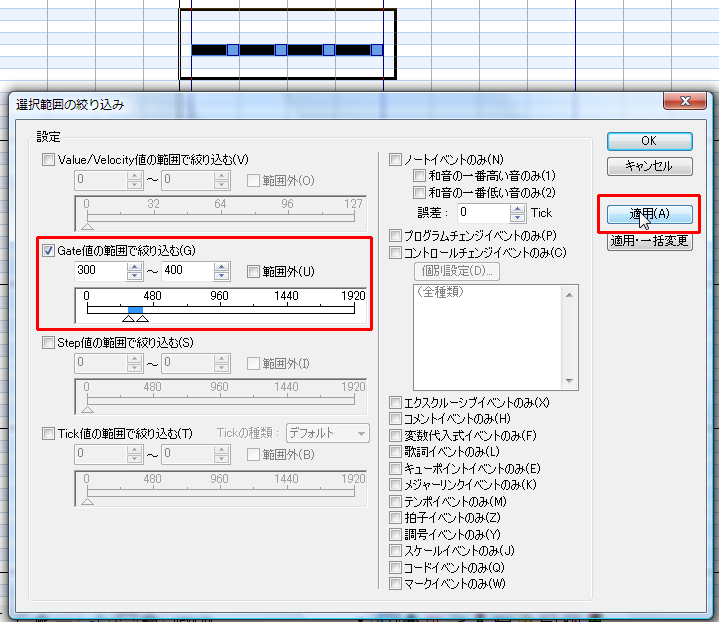 選択範囲の絞り込み
設定
Value/Velocity値の範囲で絞り込む(V)
0 ～ 0 範囲外(O)
0 32 64 96 127
Gate値の範囲で絞り込む(G)
300 ～ 400 範囲外(U)
0 480 960 1440 1920
Step値の範囲で絞り込む(S)
0 ～ 0 範囲外(I)
0 480 960 1440 1920
Tick値の範囲で絞り込む(T) Tickの種類： デフォルト
0 ～ 0 範囲外(B)
0 480 960 1440 1920
ノートイベントのみ(N)
和音の一番高い音のみ(1)
和音の一番低い音のみ(2)
誤差： 0 Tick
プログラムチェンジイベントのみ(P)
コントロールチェンジイベントのみ(C)
個別設定(D)...
(全種類)
エクスクルーシブイベントのみ(X)
コメントイベントのみ(H)
変数代入式イベントのみ(F)
歌詞イベントのみ(L)
キューポイントイベントのみ(E)
メジャーリンクイベントのみ(K)
テンポイベントのみ(M)
拍子イベントのみ(Z)
調号イベントのみ(Y)
スケールイベントのみ(J)
コードイベントのみ(Q)
マークイベントのみ(W)
OK
キャンセル
適用(A)
適用・一括変更